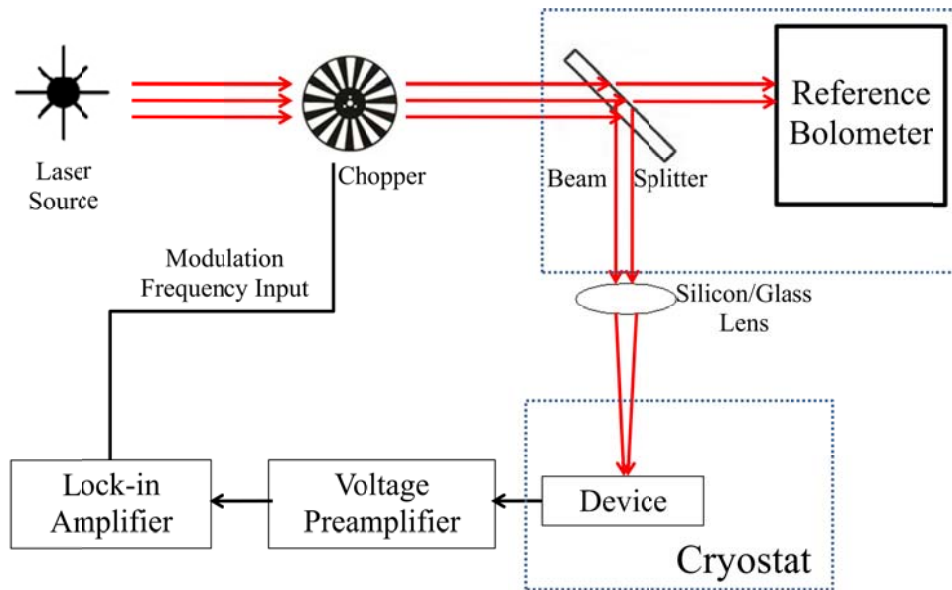 Reference
Bolometer
Laser
Source
Chopper
Beam Splitter
Modulation
Frequency Input
Silicon/Glass
Lens
Lock-in
Amplifier
Voltage
Preamplifier
Device
Cryostat